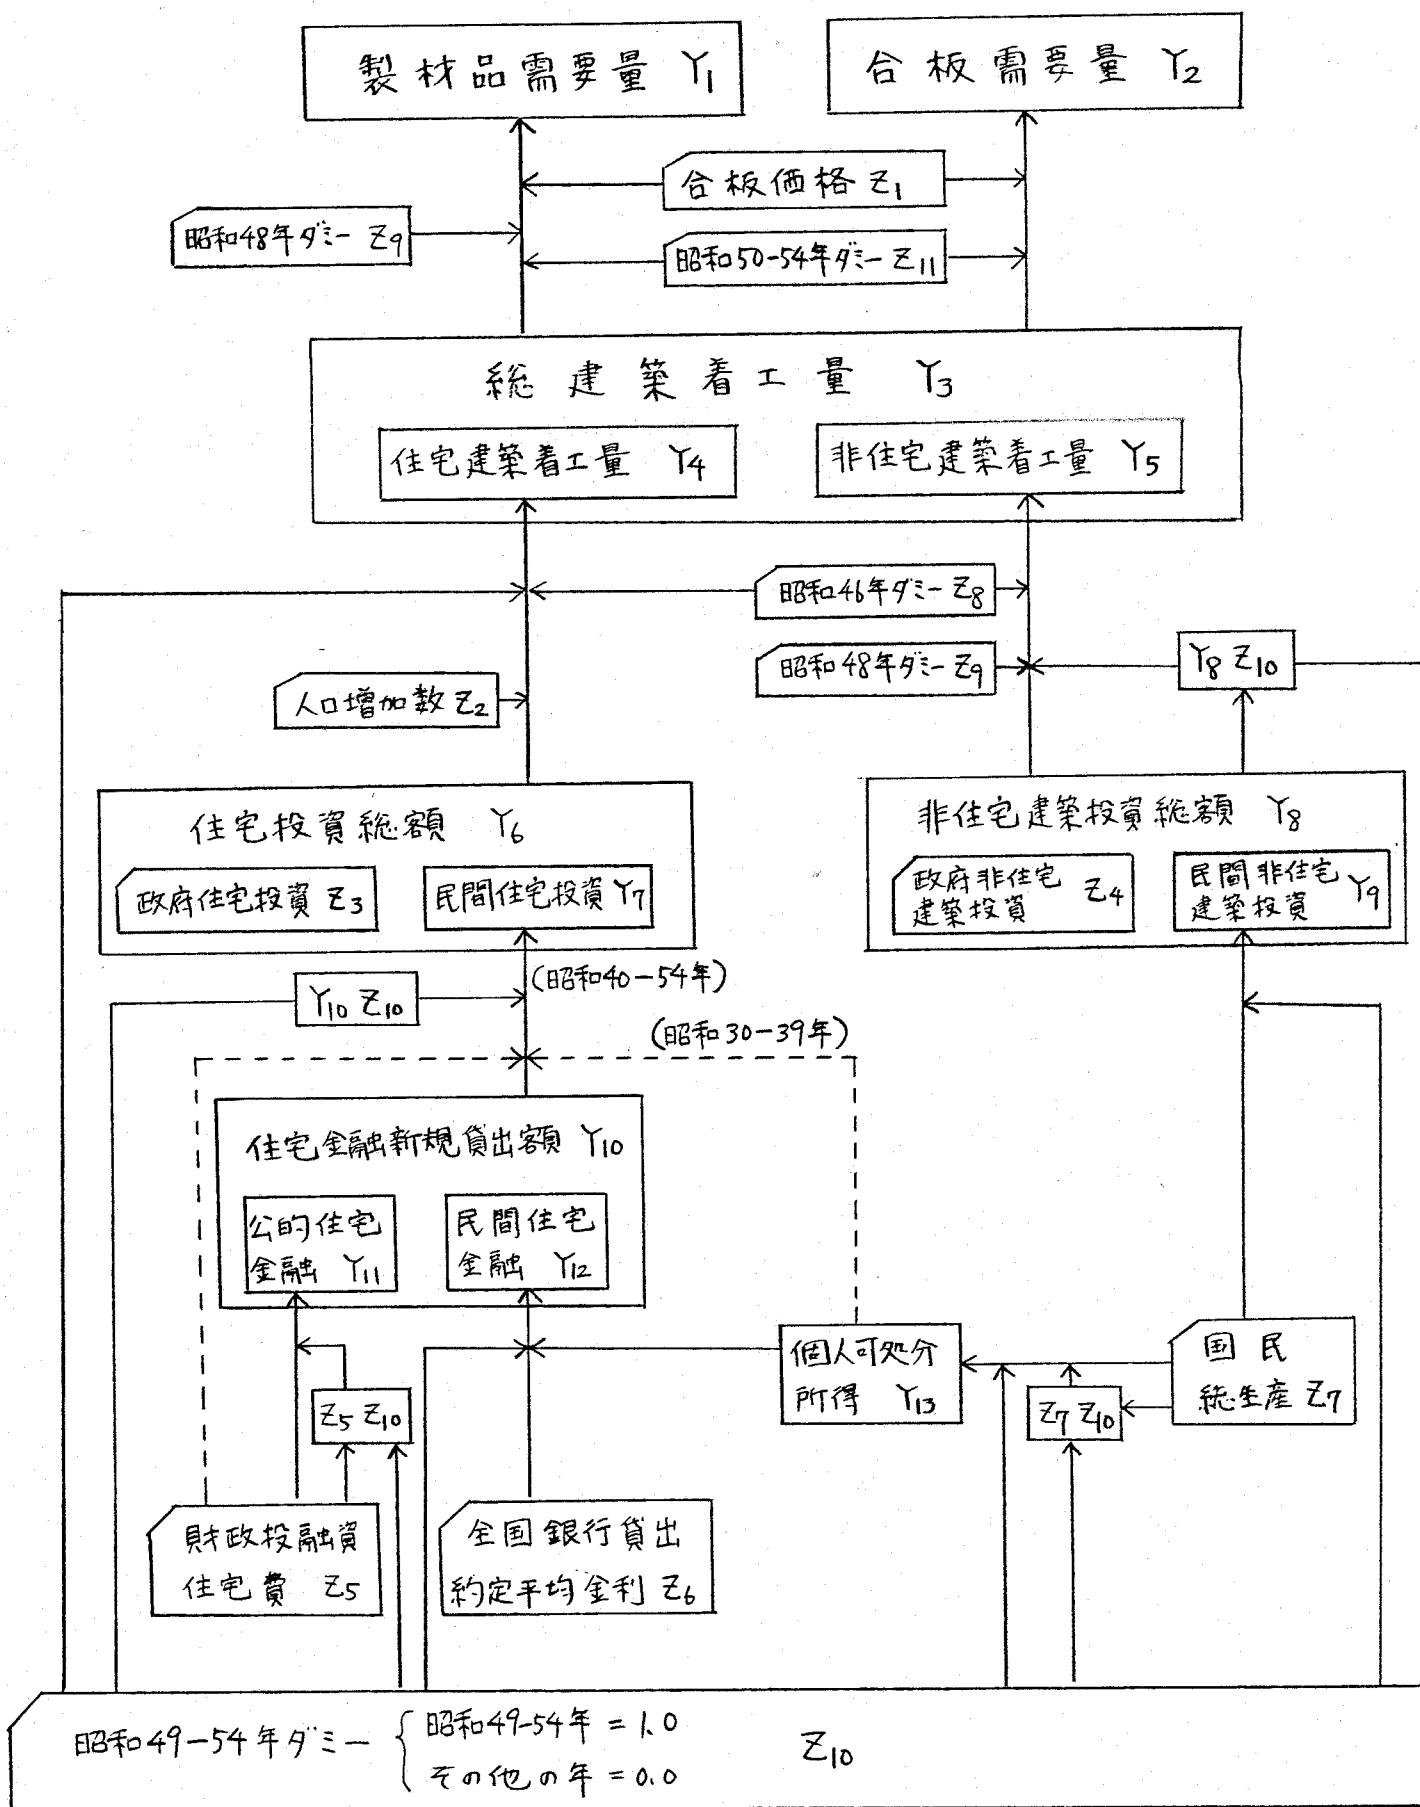 製材品需要量 Y1
合板需要量 Y2
合板価格 Z1
昭和48年ダミー Z9
昭和50-54年ダミー Z11
総建築着工量 Y3
住宅建築着工量 Y4
非住宅建築着工量 Y5
昭和46年ダミー Z8
昭和48年ダミー Z9
Y8 Z10
人口増加数 Z2
住宅投資総額 Y6
政府住宅投資 Z3
民間住宅投資 Y7
非住宅建築投資総額 Y8
政府非住宅
建築投資 Z4
民間非住宅
建築投資 Y9
(昭和40-54年)
Y10 Z10
(昭和30-39年)
住宅金融新規貸出額 Y10
公的住宅
金融 Y11
民間住宅
金融 Y12
個人可処分
所得 Y13
国民
総生産 Z7
Z5 Z10
Z7 Z10
財政投融資
住宅費 Z5
全国銀行貸出
約定平均金利 Z6
昭和49-54年ダミー
昭和49-54年=1.0
その他の年=0.0
Z10